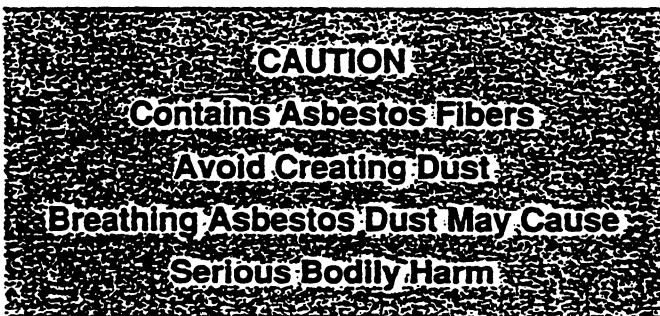 CAUTION
Contains Asbestos Fibers
Avoid Creating Dust
Breathing Asbestos Dust May Cause
Serious Bodily Harm